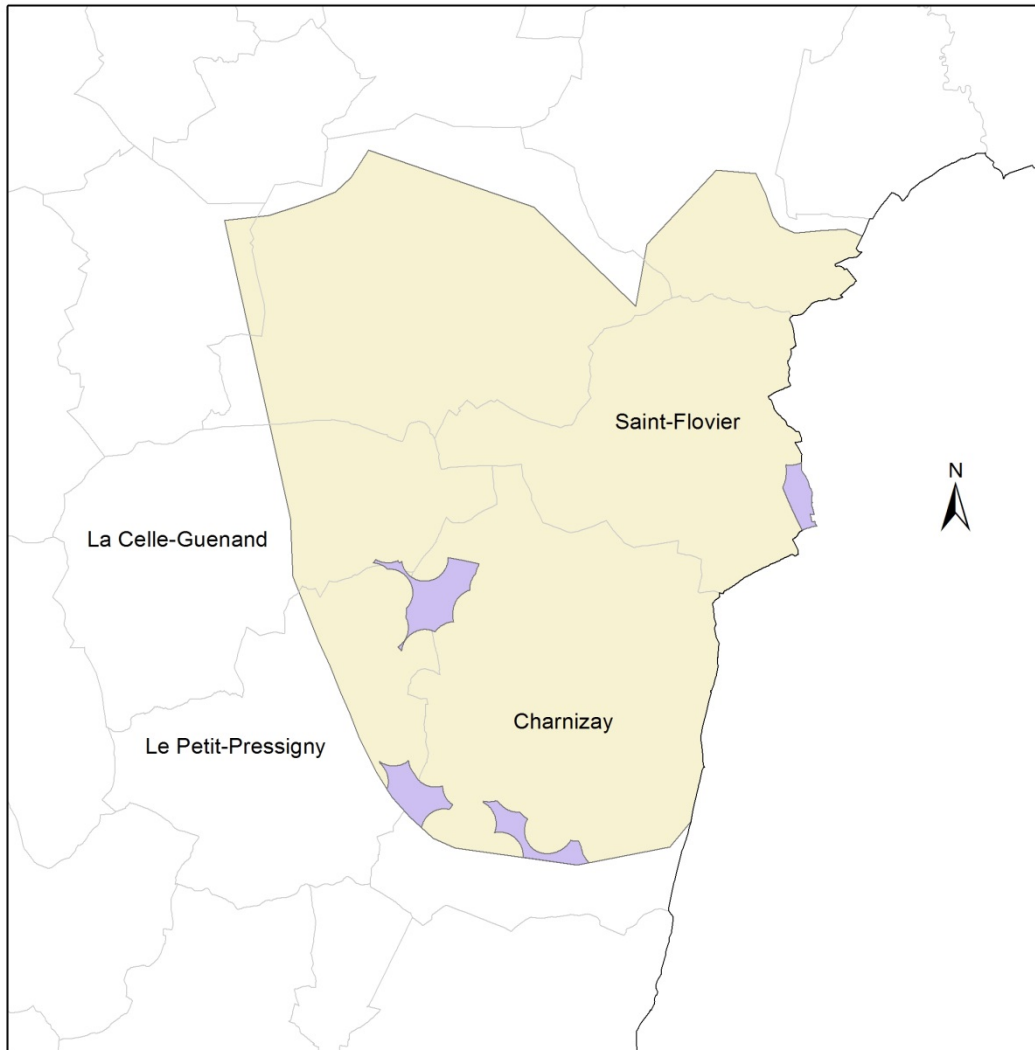 Saint-Flovier
N
La Celle-Guenand
Charnizay
Le Petit-Pressigny